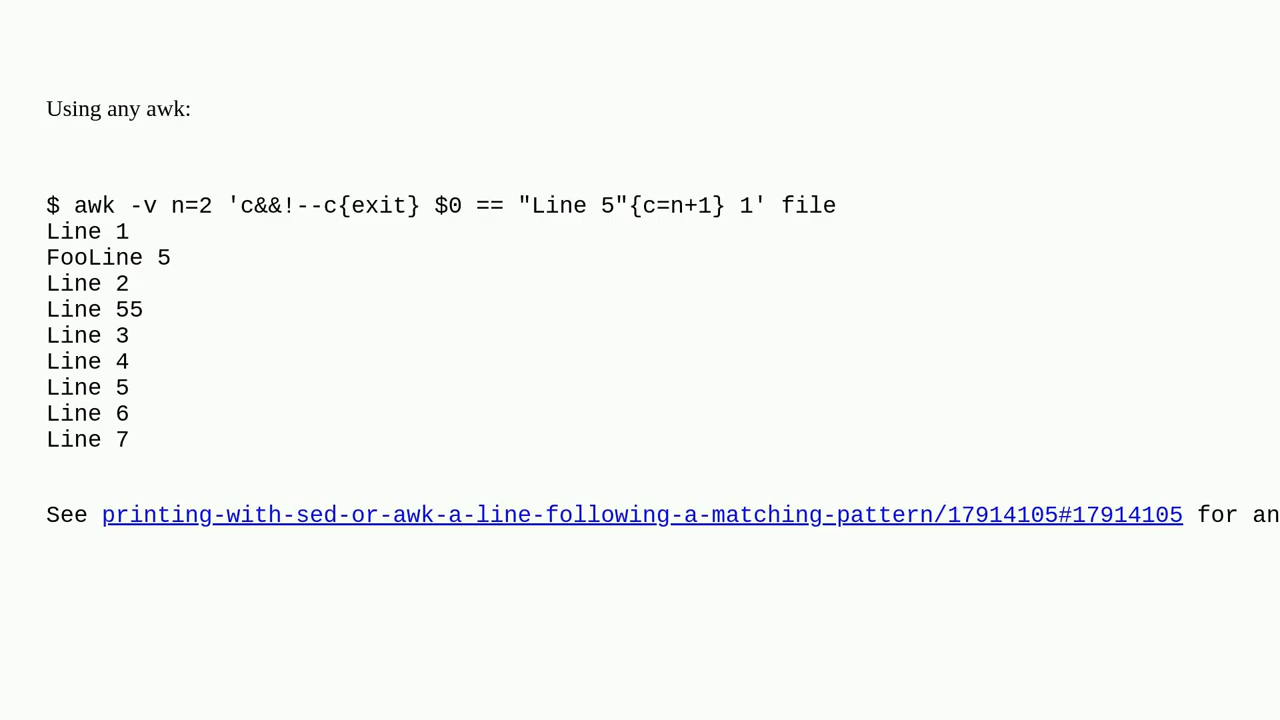 Using any awk:
$ awk -v n=2 'c&&!--c{exit} $0 == "Line 5"{c=n+1} 1' file
Line 1
FooLine 5
Line 2
Line 55
Line 3
Line 4
Line 5
Line 6
Line 7
See printing-with-sed-or-awk-a-line-following-a-matching-pattern/17914105#17914105 for an